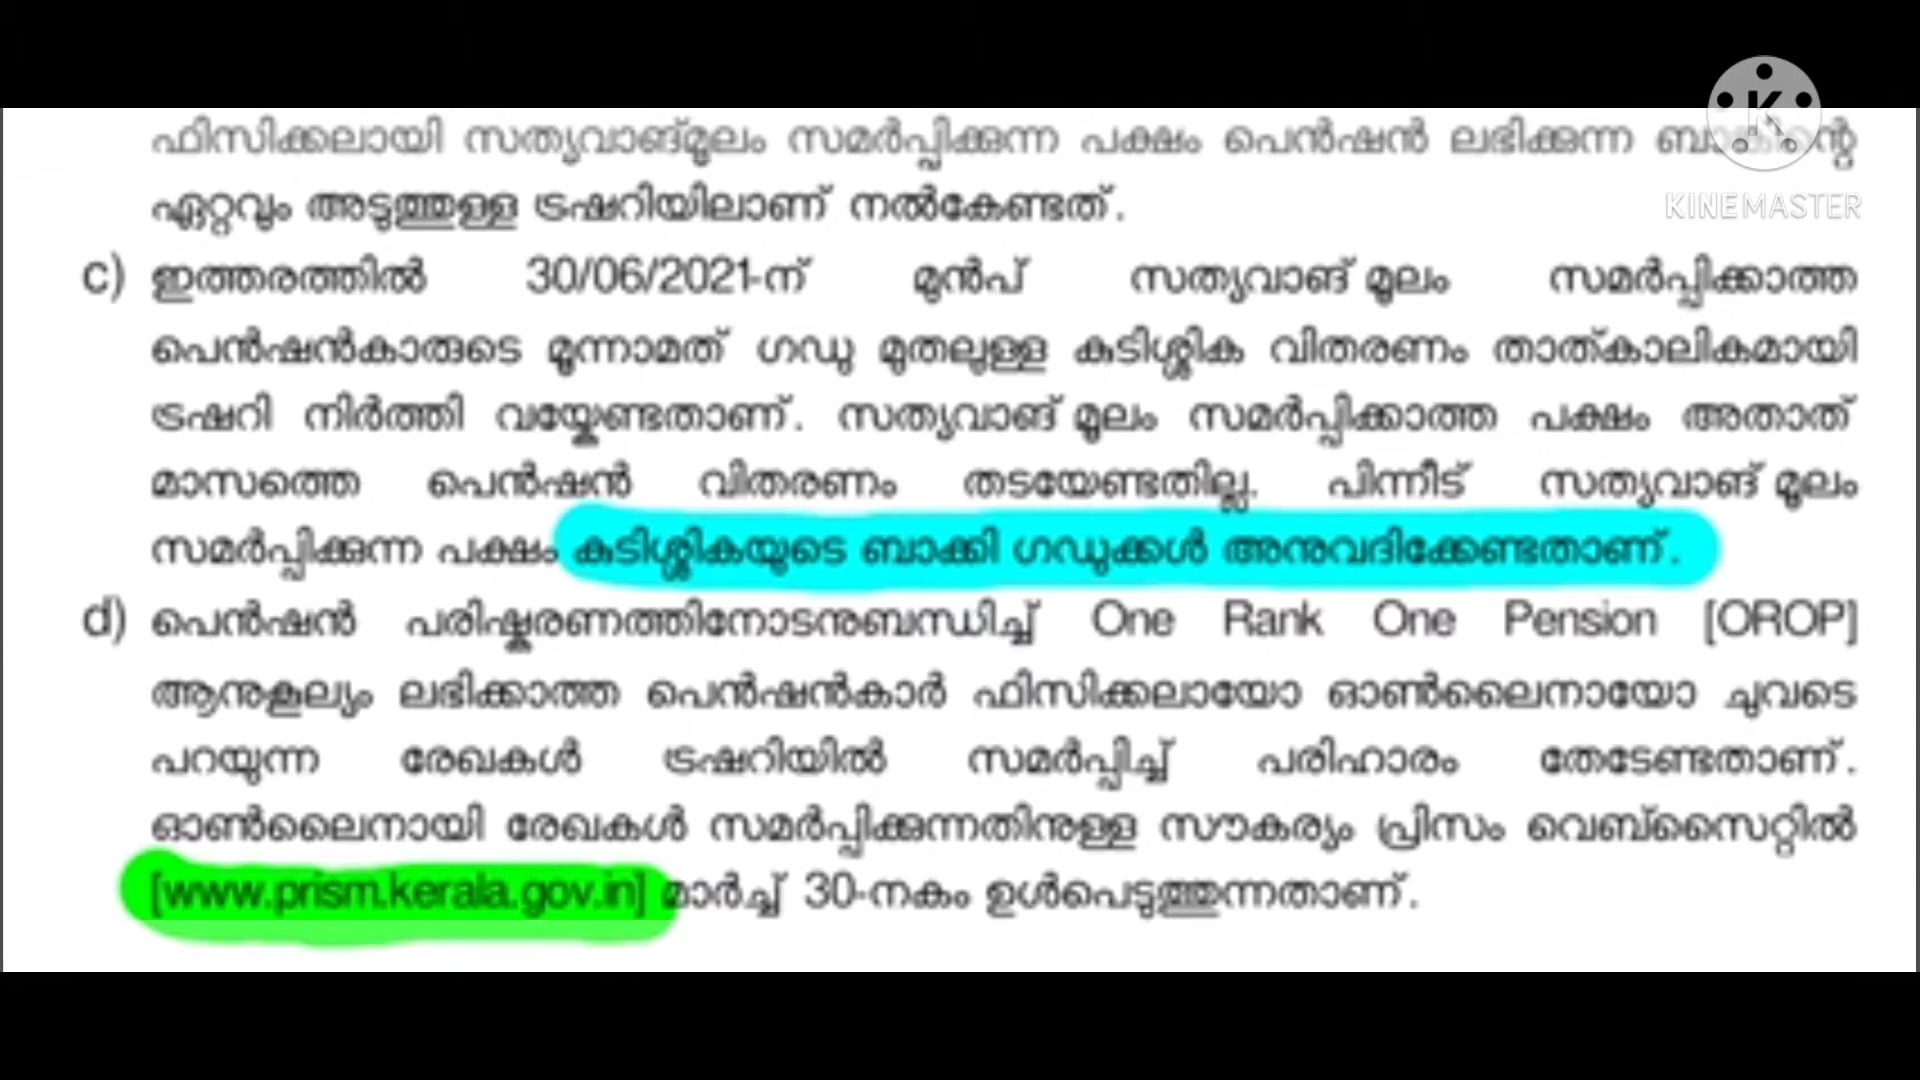 ഫിസിക്കലായി സത്യവാങ്മൂലം സമർപ്പിക്കുന്ന പക്ഷം പെൻഷൻ ലഭിക്കുന്ന ബാങ്കിന്റെ
ഏറ്റവും അടുത്തുള്ള ട്രഷറിയിലാണ് നൽകേണ്ടത്.
c) ഇത്തരത്തിൽ 30/06/2021-ന് മുൻപ് സത്യവാങ് മൂലം സമർപ്പിക്കാത്ത
പെൻഷൻകാരുടെ മൂന്നാമത് ഗഡു മുതലുള്ള കുടിശ്ശിക വിതരണം താത്കാലികമായി
ട്രഷറി നിർത്തി വയ്ക്കേണ്ടതാണ്. സത്യവാങ് മൂലം സമർപ്പിക്കാത്ത പക്ഷം അതാത്
മാസത്തെ പെൻഷൻ വിതരണം തടയേണ്ടതില്ല. പിന്നീട് സത്യവാങ് മൂലം
സമർപ്പിക്കുന്ന പക്ഷം കുടിശ്ശികയുടെ ബാക്കി ഗഡുക്കൾ അനുവദിക്കേണ്ടതാണ്.
d) പെൻഷൻ പരിഷ്കരണത്തിനോടനുബന്ധിച്ച് One Rank One Pension [OROP]
ആനുകൂല്യം ലഭിക്കാത്ത പെൻഷൻകാർ ഫിസിക്കലായോ ഓൺലൈനായോ ചുവടെ
പറയുന്ന രേഖകൾ ട്രഷറിയിൽ സമർപ്പിച്ച് പരിഹാരം തേടേണ്ടതാണ്.
ഓൺലൈനായി രേഖകൾ സമർപ്പിക്കുന്നതിനുള്ള സൗകര്യം പ്രിസം വെബ്സൈറ്റിൽ
[www.prism.kerala.gov.in] മാർച്ച് 30-നകം ഉൾപെടുത്തുന്നതാണ്.
KINEMASTER